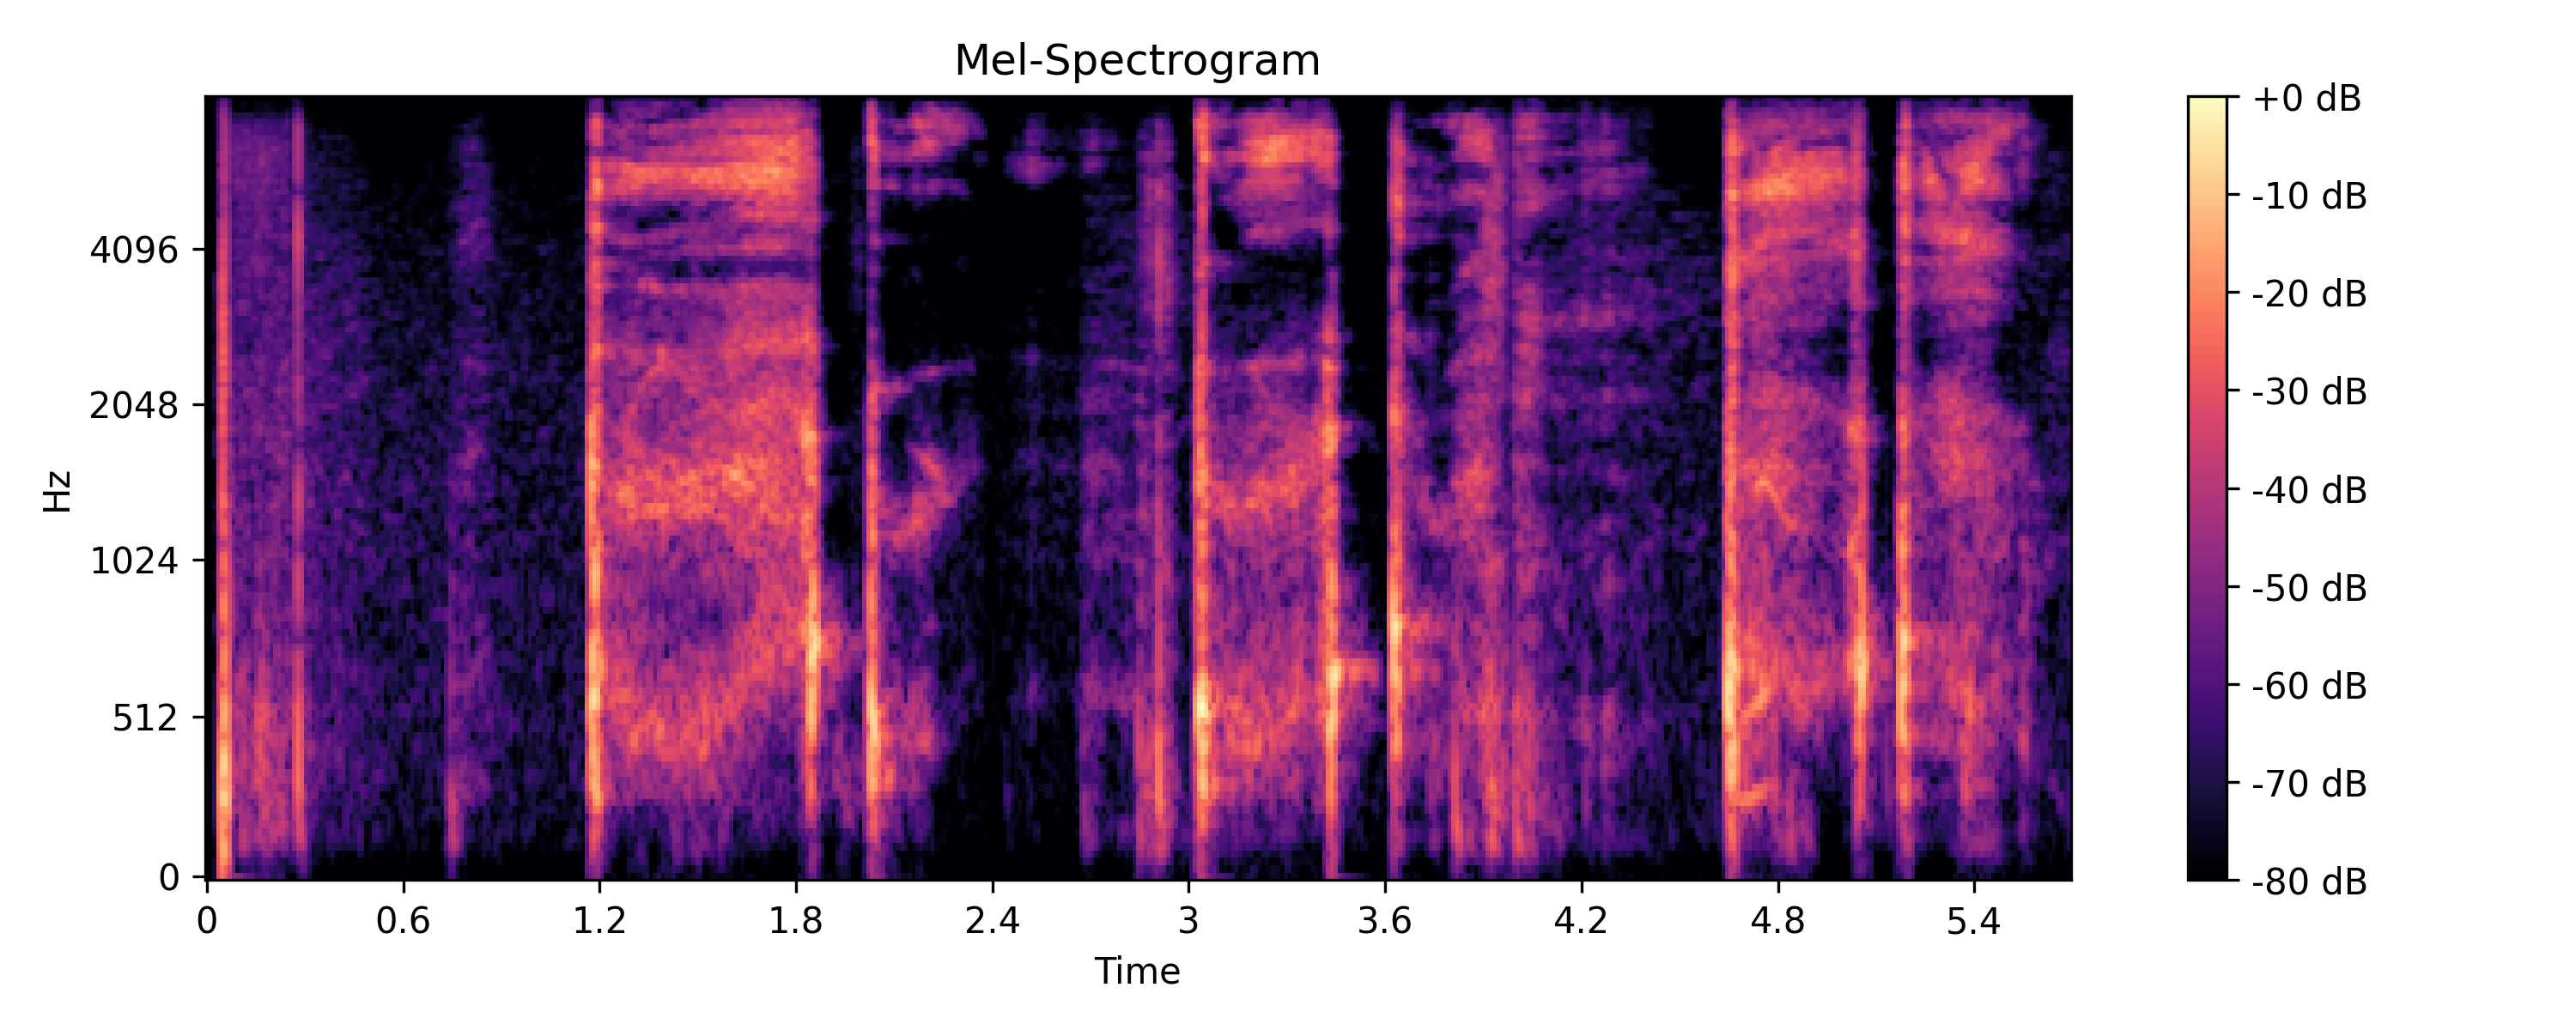 Mel-Spectrogram
+0 dB
-10 dB
-20 dB
-30 dB
-40 dB
-50 dB
-60 dB
-70 dB
-80 dB
4096
2048
1024
512
0
Hz
0 0.6 1.2 1.8 2.4 3 3.6 4.2 4.8 5.4
Time